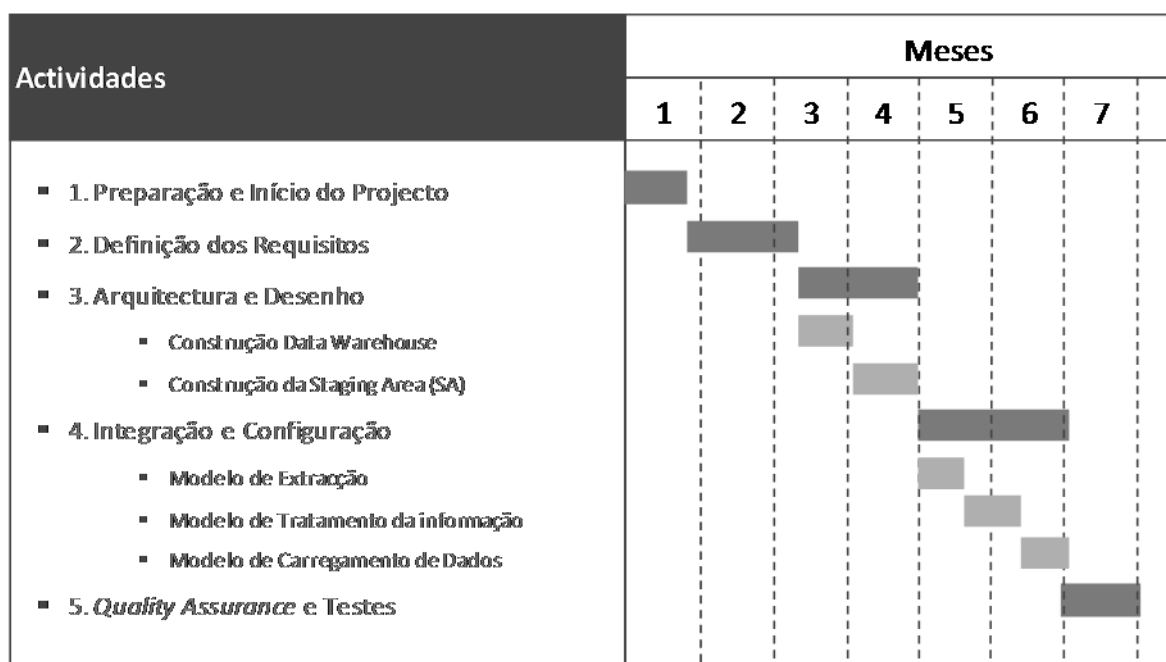 Actividades
Meses
1 2 3 4 5 6 7
▪ 1. Preparação e Início do Projecto
▪ 2. Definição dos Requisitos
▪ 3. Arquitectura e Desenho
▪ Construção Data Warehouse
▪ Construção da Staging Area (SA)
▪ 4. Integração e Configuração
▪ Modelo de Extracção
▪ Modelo de Tratamento da informação
▪ Modelo de Carregamento de Dados
▪ 5. Quality Assurance e Testes